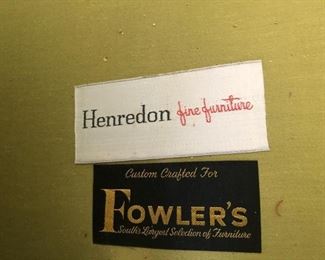 Henredon fine furniture
Custom Crafted For
FOWLER'S
South's Largest Selection of Furniture